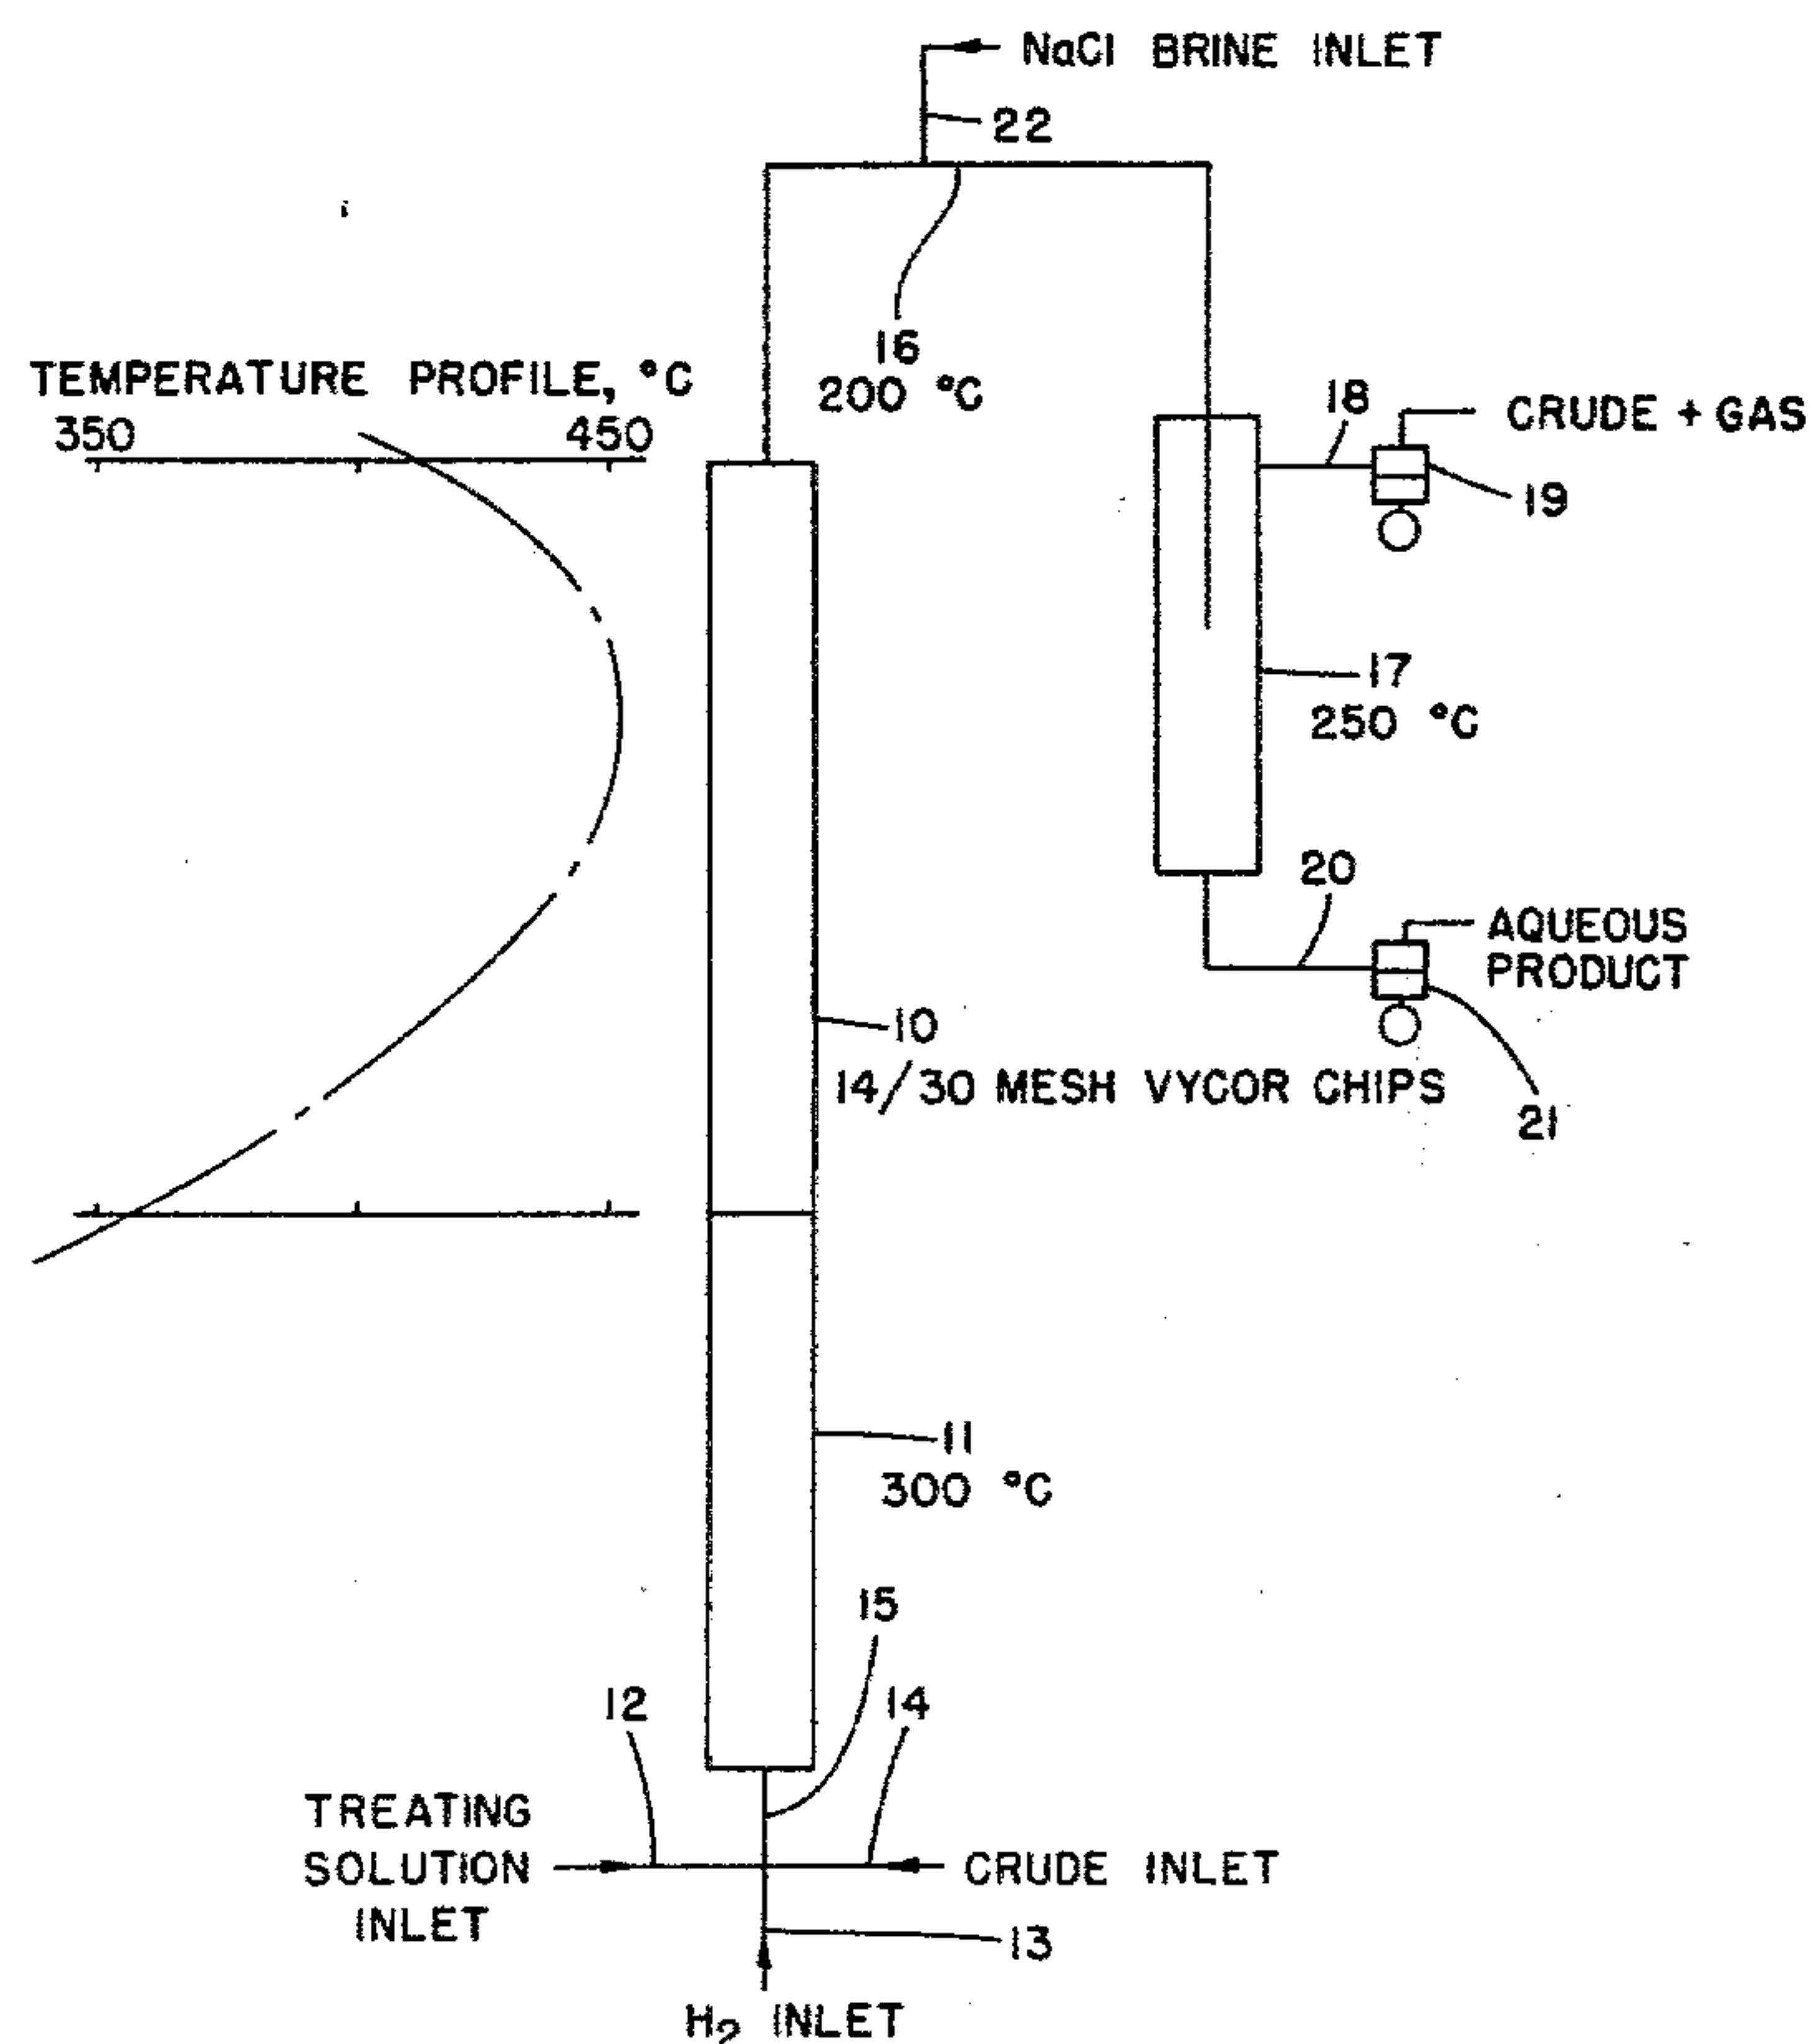 NaCl BRINE INLET
22
16
200 °C
TEMPERATURE PROFILE, °C
350 450
18
CRUDE + GAS
19
17
250 °C
20
AQUEOUS
PRODUCT
10
14/30 MESH VYCOR CHIPS
21
11
300 °C
15
12
14
TREATING
SOLUTION
INLET
CRUDE INLET
13
H2 INLET